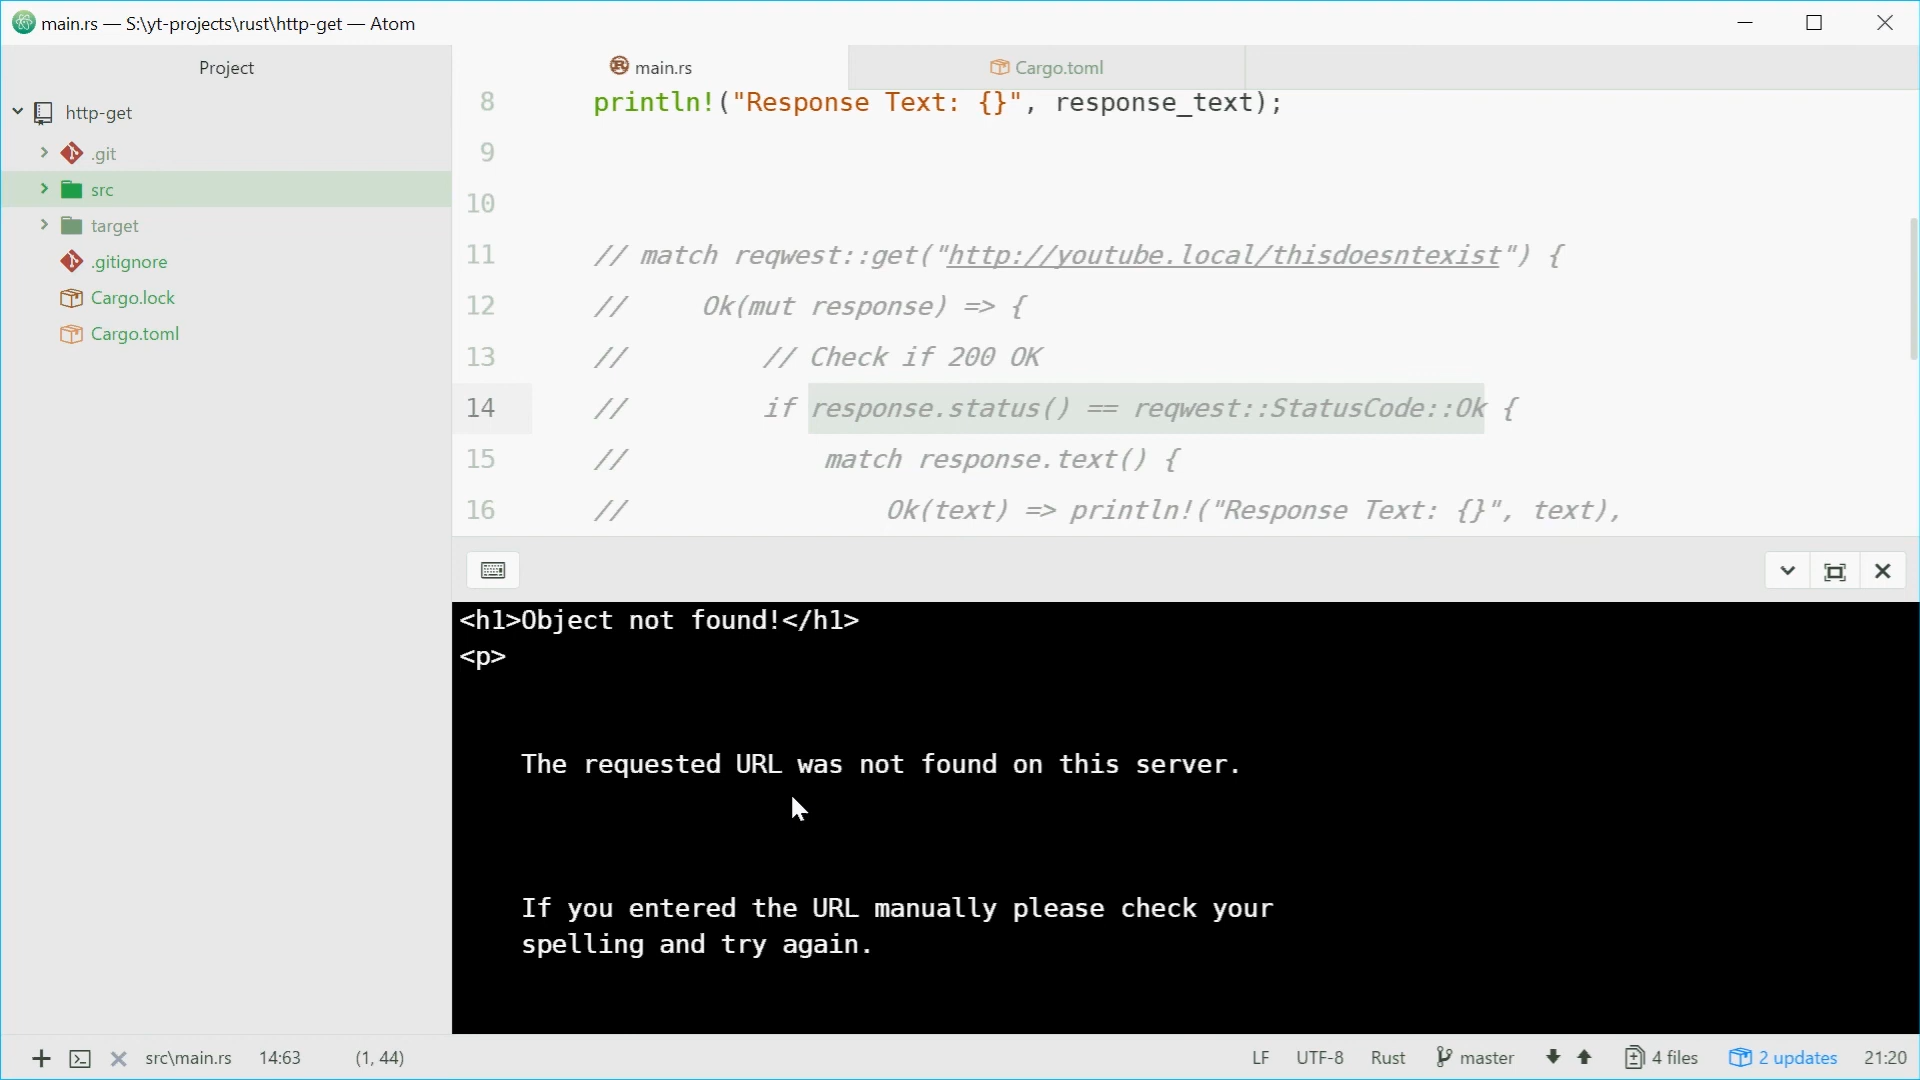 main.rs — S:\yt-projects\rust\http-get — Atom
Project
http-get
.git
src
target
.gitignore
Cargo.lock
Cargo.toml
main.rs
Cargo.toml
8 println!("Response Text: {}", response_text);
9
10
11 // match reqwest::get("http://youtube.local/thisdoesntexist") {
12 // Ok(mut response) => {
13 // // Check if 200 OK
14 // if response.status() == reqwest::StatusCode::Ok {
15 // match response.text() {
16 // Ok(text) => println!("Response Text: {}", text),
<h1>Object not found!</h1>
<p>
The requested URL was not found on this server.
If you entered the URL manually please check your
spelling and try again.
src\main.rs 14:63 (1, 44) LF UTF-8 Rust master 4 files 2 updates 21:20